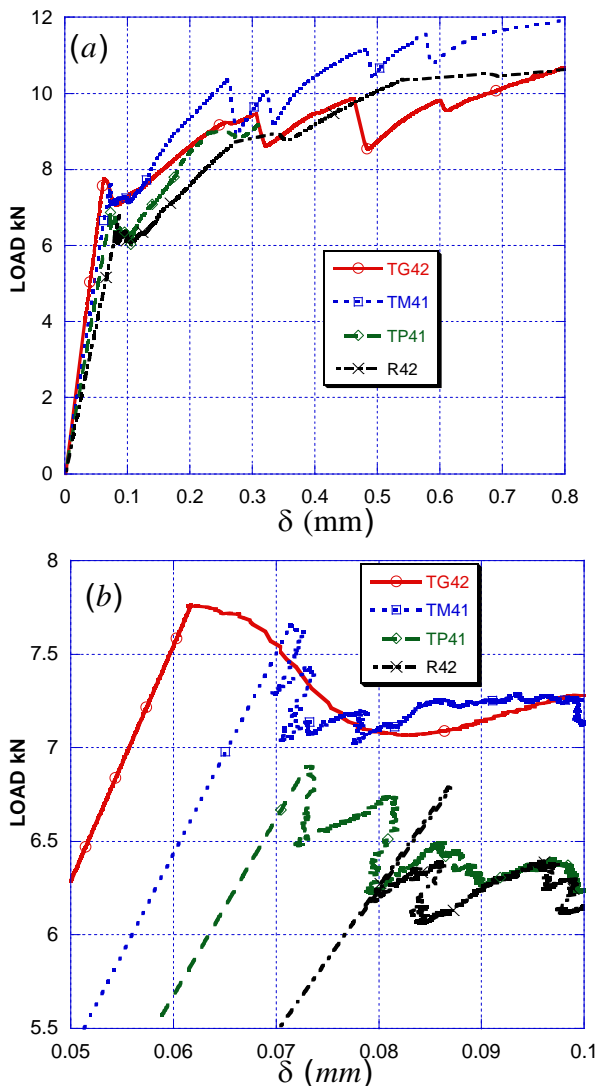 (a)
12
10
8
6
4
2
0
LOAD kN
TG42
TM41
TP41
R42
0 0.1 0.2 0.3 0.4 0.5 0.6 0.7 0.8
δ (mm)
(b)
8
7.5
7
6.5
6
5.5
LOAD kN
TG42
TM41
TP41
R42
0.05 0.06 0.07 0.08 0.09 0.1
δ (mm)